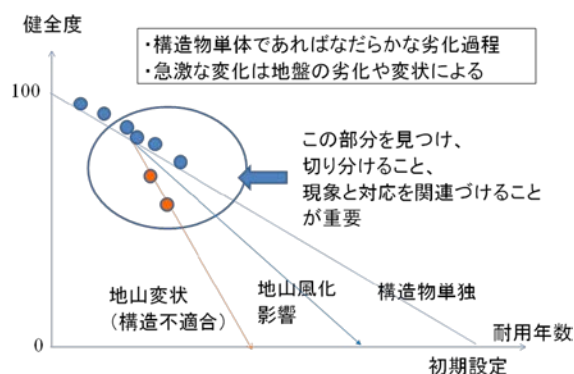 健全度
・構造物単体であればなだらかな劣化過程
・急激な変化は地盤の劣化や変状による
100
この部分を見つけ、
切り分けること、
現象と対応を関連づけること
が重要
地山変状
（構造不適合）
地山風化
影響
構造物単独
0
耐用年数
初期設定